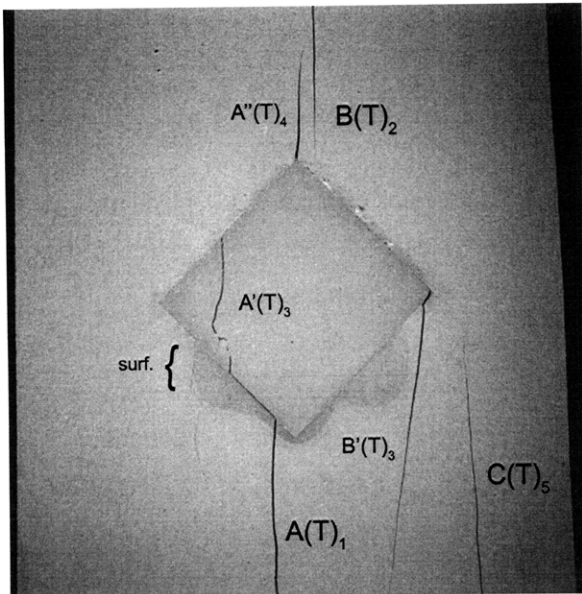 A''(T)₄
B(T)₂
A'(T)₃
surf. {
B'(T)₃
C(T)₅
A(T)₁